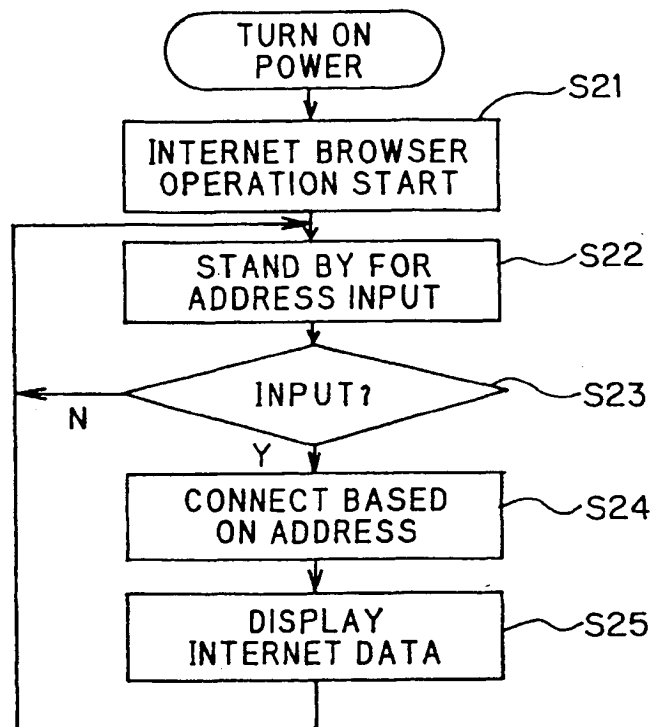 TURN ON
POWER
S21
INTERNET BROWSER
OPERATION START
S22
STAND BY FOR
ADDRESS INPUT
INPUT?
S23
N
Y
CONNECT BASED
ON ADDRESS
S24
DISPLAY
INTERNET DATA
S25